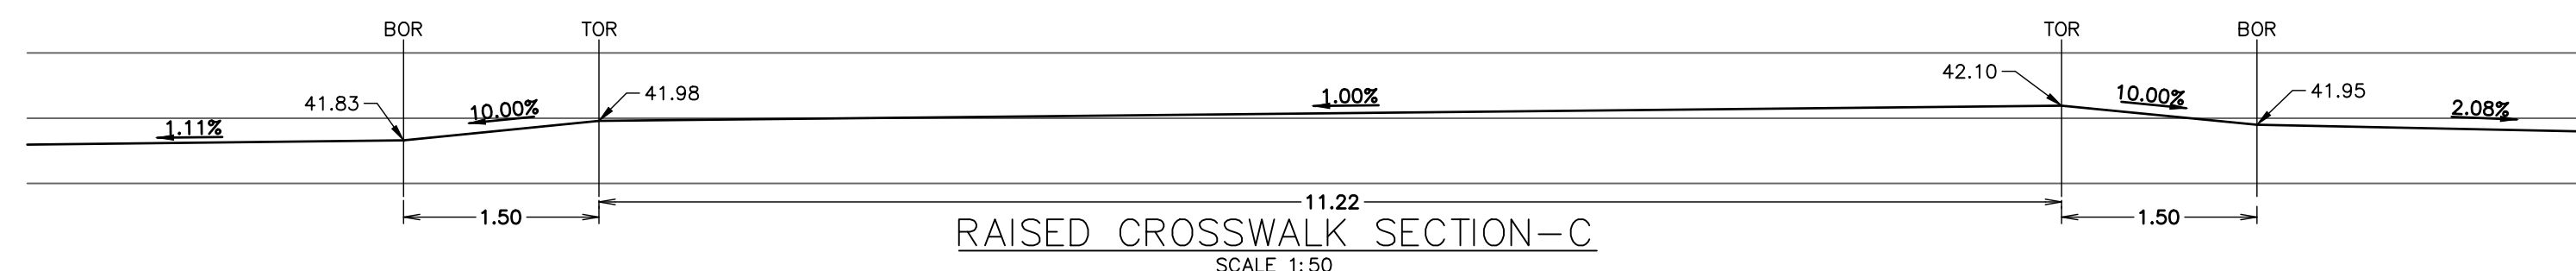 BOR TOR TOR BOR
41.83 10.00% 41.98 1.00% 42.10 10.00% 41.95
1.11% 2.08%
1.50 11.22 1.50
RAISED CROSSWALK SECTION-C
SCALE 1:50